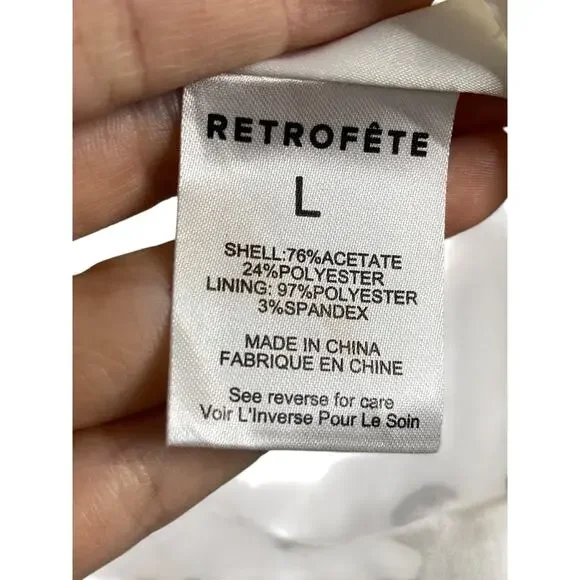 RETROFÊTE
L
SHELL:76%ACETATE
24%POLYESTER
LINING: 97%POLYESTER
3%SPANDEX
MADE IN CHINA
FABRIQUE EN CHINE
See reverse for care
Voir L'Inverse Pour Le Soin